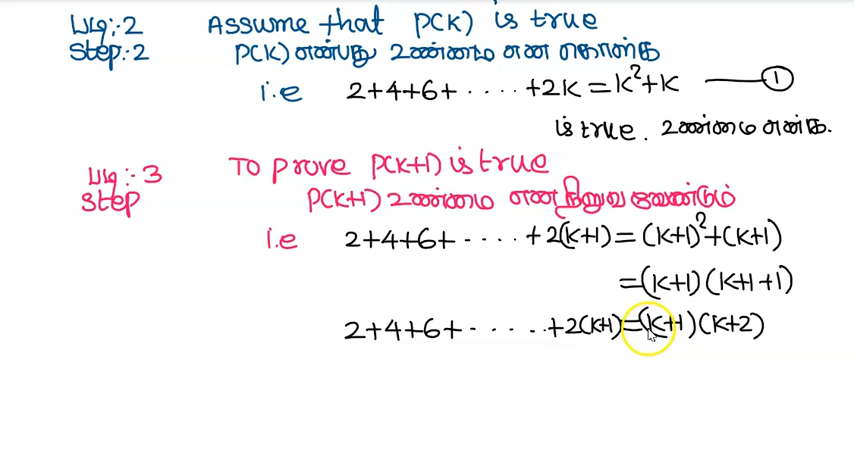 படி:-2 Assume that P(K) is true
Step:-2 P(K) என்பது உண்மை என கொள்க
i.e 2+4+6+.....+2K=K²+K ——①
is true. உண்மை என்க.
படி:-3 To prove P(K+1) is true
Step P(K+1) உண்மை என நிறுவ வேண்டும்
i.e 2+4+6+.....+2(K+1)=(K+1)²+(K+1)
=(K+1)(K+1+1)
2+4+6+.....+2(K+1)=(K+1)(K+2)